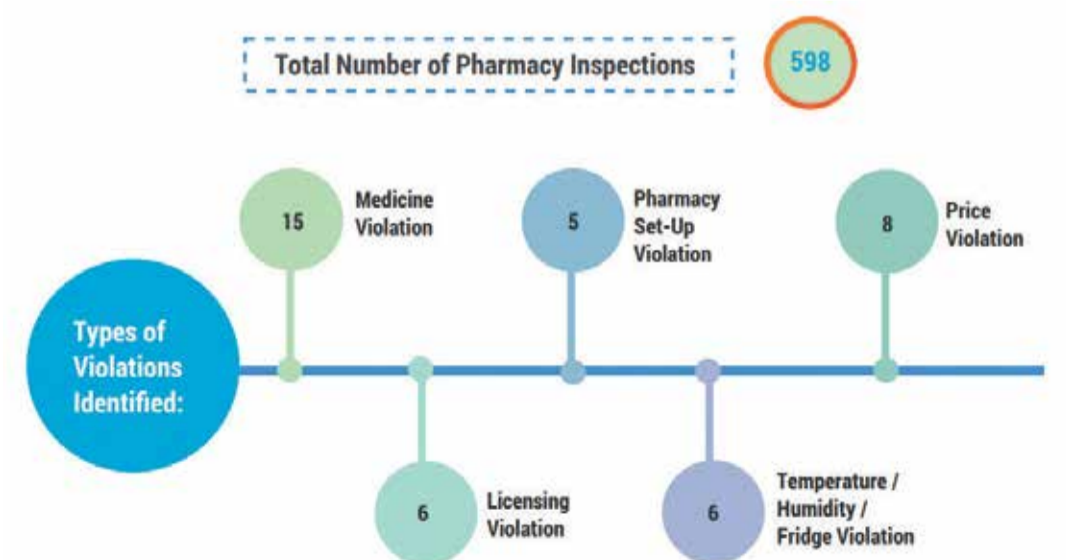 Total Number of Pharmacy Inspections
598
15
Medicine
Violation
5
Pharmacy
Set-Up
Violation
8
Price
Violation
Types of
Violations
Identified:
6
Licensing
Violation
6
Temperature /
Humidity /
Fridge Violation